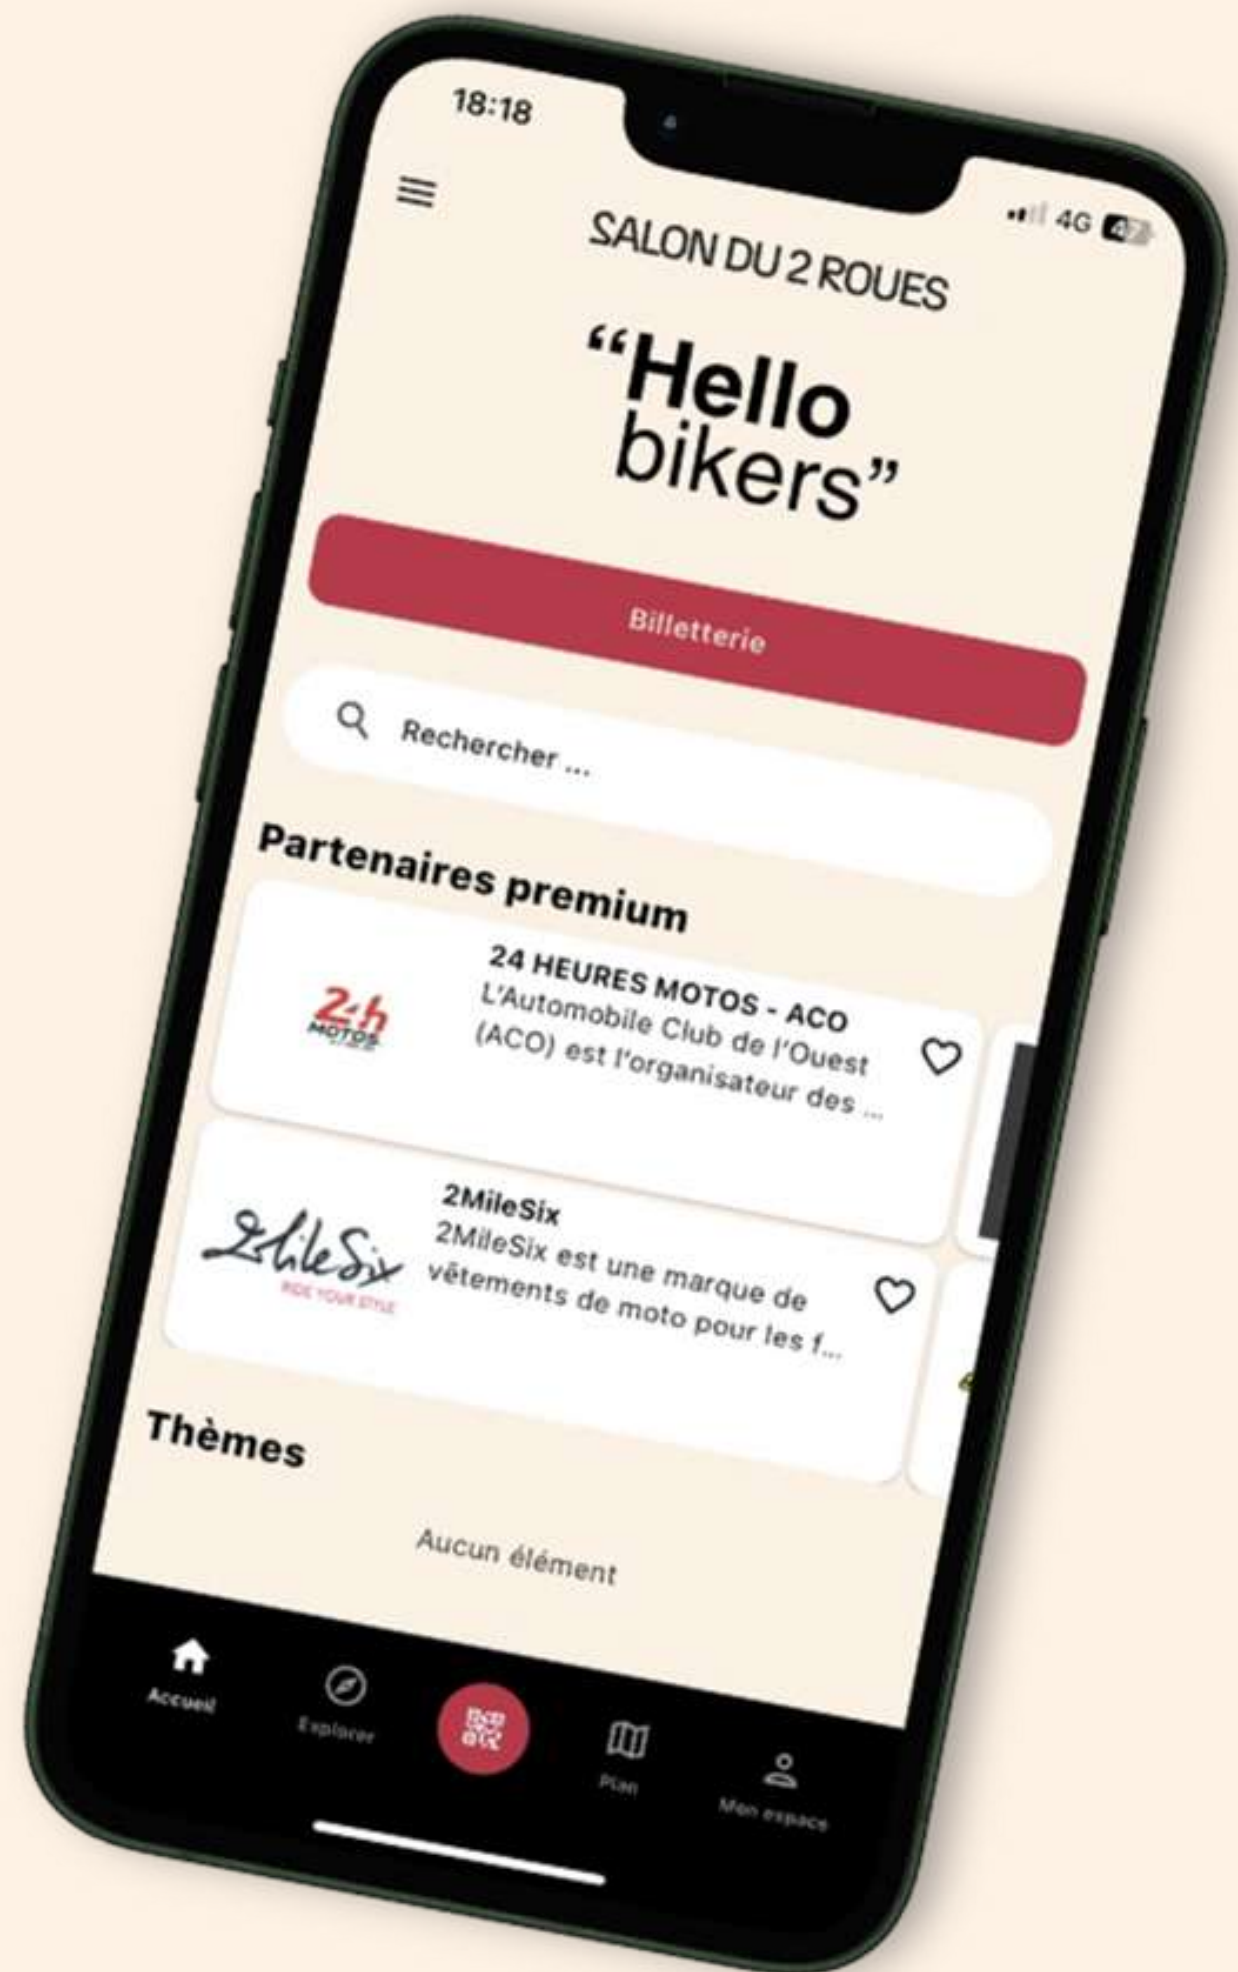 18:18
4G 47
SALON DU 2 ROUES
“Hello
bikers”
Billetterie
Rechercher ...
Partenaires premium
24h
MOTOS
24 HEURES MOTOS - ACO
L'Automobile Club de l'Ouest
(ACO) est l'organisateur des ...
2MileSix
RIDE YOUR STYLE
2MileSix
2MileSix est une marque de
vêtements de moto pour les f...
Thèmes
Aucun élément
Accueil
Explorer
Plan
Mon espace